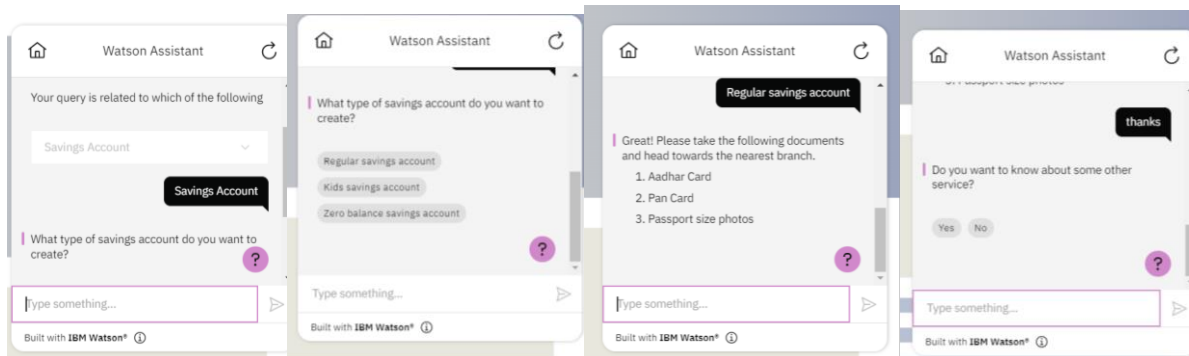 Watson Assistant
Your query is related to which of the following
Savings Account
Savings Account
What type of savings account do you want to
create?
?
Type something...
Built with IBM Watson® ⓘ
Watson Assistant
What type of savings account do you want to
create?
Regular savings account
Kids savings account
Zero balance savings account
?
Type something...
Built with IBM Watson® ⓘ
Watson Assistant
Regular savings account
Great! Please take the following documents
and head towards the nearest branch.
1. Aadhar Card
2. Pan Card
3. Passport size photos
?
Type something...
Built with IBM Watson® ⓘ
Watson Assistant
3. Passport size photos
thanks
Do you want to know about some other
service?
Yes No
?
Type something...
Built with IBM Watson® ⓘ